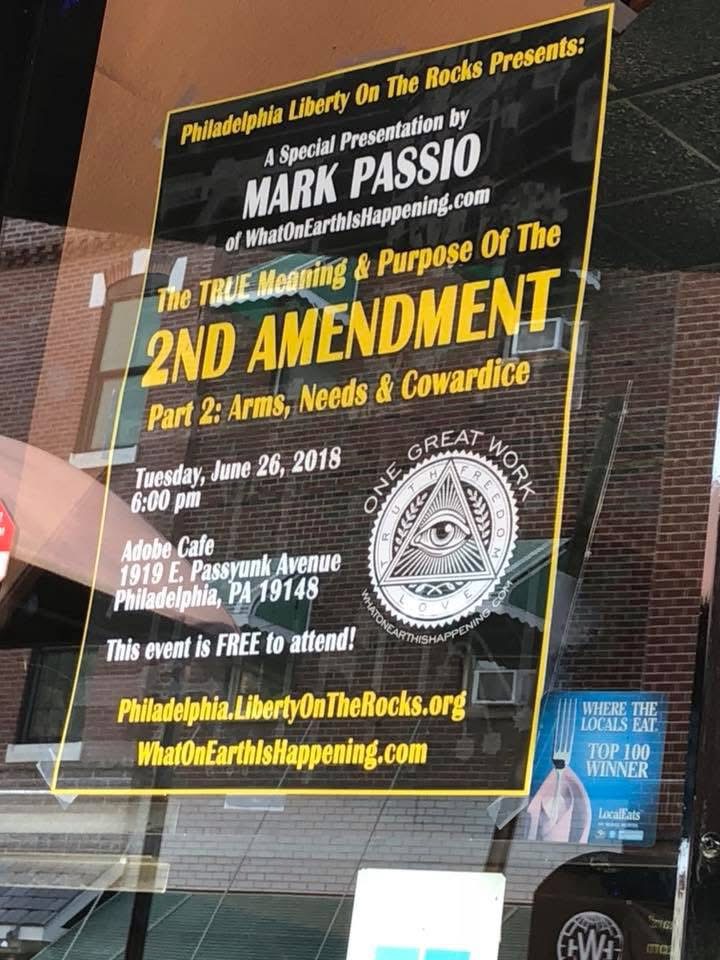 Philadelphia Liberty On The Rocks Presents:
A Special Presentation by
MARK PASSIO
of WhatOnEarthIsHappening.com
The TRUE Meaning & Purpose Of The
2ND AMENDMENT
Part 2: Arms, Needs & Cowardice
Tuesday, June 26, 2018
6:00 pm
Adobe Cafe
1919 E. Passyunk Avenue
Philadelphia, PA 19148
This event is FREE to attend!
ONE GREAT WORK
TRUTH
FREEDOM
LOVE
WHATONEARTHISHAPPENING.COM
Philadelphia.LibertyOnTheRocks.org
WhatOnEarthIsHappening.com
WHERE THE
LOCALS EAT
TOP 100
WINNER
LocalEats
W